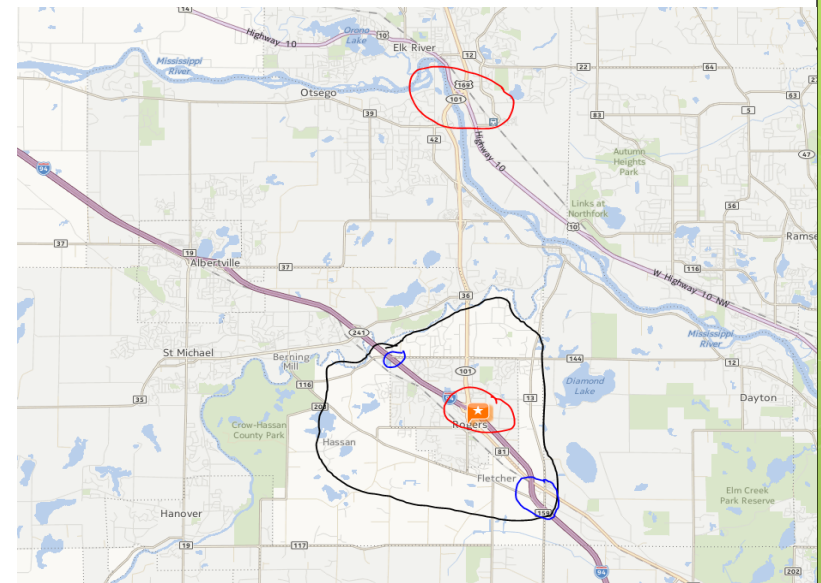 14
Highway 10
Orono
Lake
10
Elk River
12
Mississippi
River
22
64
Otsego
169
101
63
39
5
83
42
Highway 10
47
94
Autumn
Heights
Park
Links at
Northfork
56
10
37
19
Albertville
37
Ramse
116
W Highway 10 NW
36
241
Mississippi
River
St Michael
Berning
Mill
144
12
101
116
Diamond
Lake
35
13
Dayton
Crow-Hassan
County Park
Rogers
Hassan
81
Fletcher
Elm Creek
Park Reserve
159
Hanover
19
117
94
202